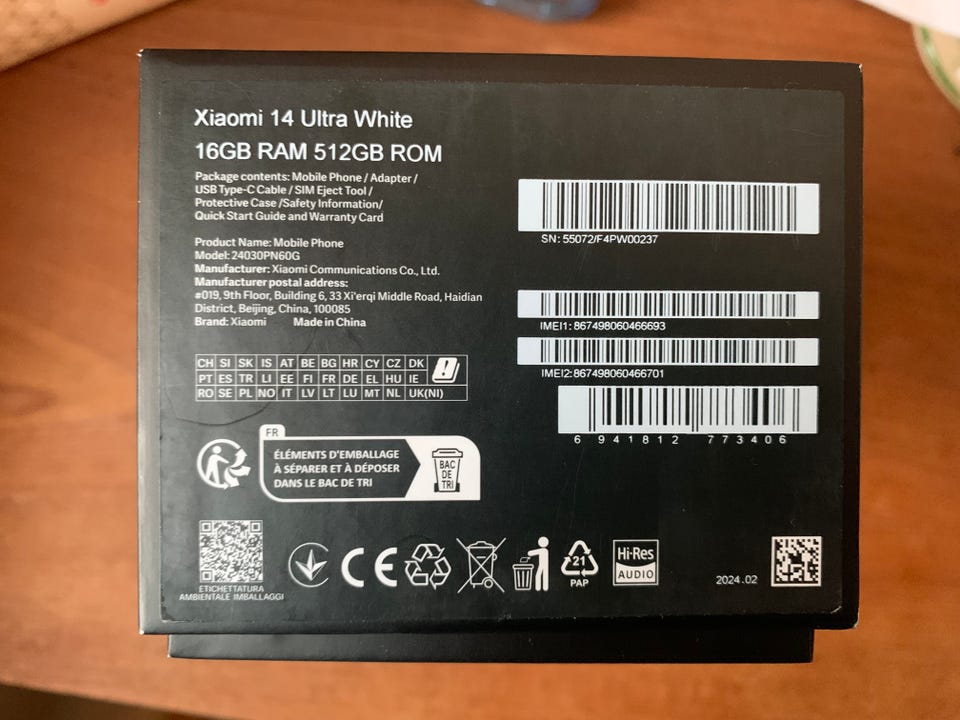 Xiaomi 14 Ultra White
16GB RAM 512GB ROM
Package contents: Mobile Phone / Adapter /
USB Type-C Cable / SIM Eject Tool /
Protective Case /Safety Information/
Quick Start Guide and Warranty Card
Product Name: Mobile Phone
Model: 24030PN60G
Manufacturer: Xiaomi Communications Co., Ltd.
Manufacturer postal address:
#019, 9th Floor, Building 6, 33 Xi'erqi Middle Road, Haidian
District, Beijing, China, 100085
Brand: Xiaomi Made in China
SN: 55072/F4PW00237
IMEI1: 867498060466693
IMEI2:867498060466701
6 941812 773406
CH SI SK IS AT BE BG HR CY CZ DK
PT ES TR LI EE FI FR DE EL HU IE
RO SE PL NO IT LV LT LU MT NL UK(NI)
FR
ÉLÉMENTS D'EMBALLAGE
À SÉPARER ET À DÉPOSER
DANS LE BAC DE TRI
BAC
DE
TRI
ETICHETTATURA
AMBIENTALE IMBALLAGGI
CE
21
PAP
Hi-Res
AUDIO
2024.02